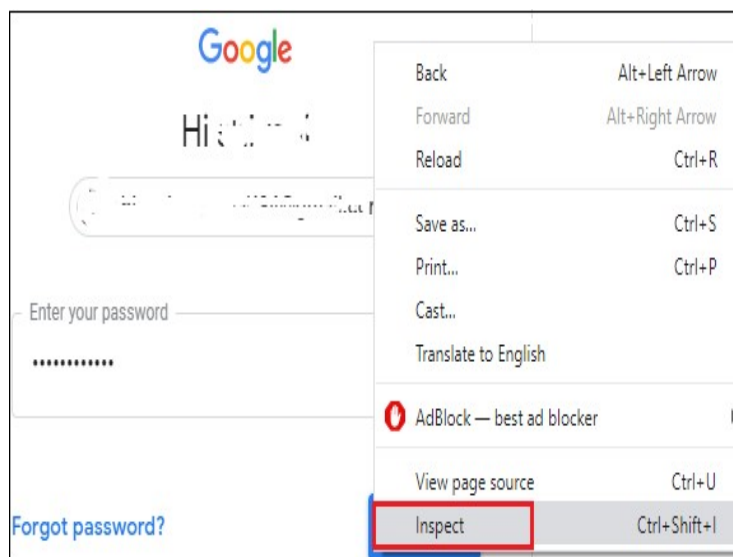 Google
Hi
Enter your password
••••••••••••
Forgot password?
Back Alt+Left Arrow
Forward Alt+Right Arrow
Reload Ctrl+R
Save as... Ctrl+S
Print... Ctrl+P
Cast...
Translate to English
AdBlock — best ad blocker
View page source Ctrl+U
Inspect Ctrl+Shift+I